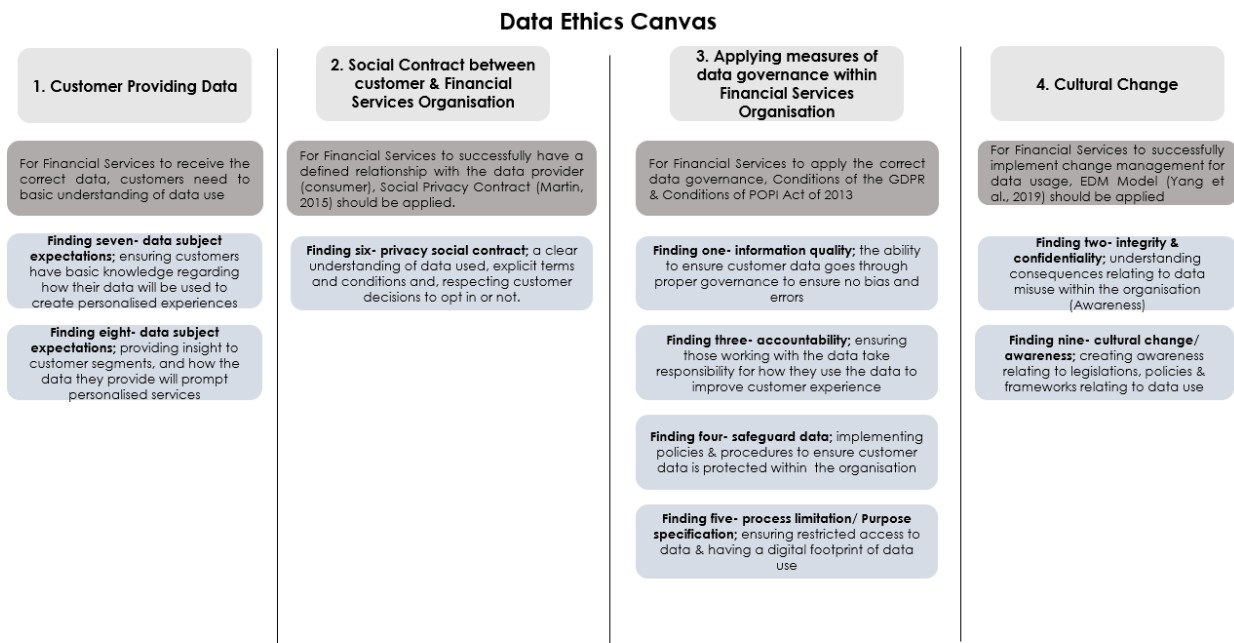 Data Ethics Canvas
1. Customer Providing Data
For Financial Services to receive the
correct data, customers need to
basic understanding of data use
Finding seven- data subject
expectations; ensuring customers
have basic knowledge regarding
how their data will be used to
create personalised experiences
Finding eight- data subject
expectations; providing insight to
customer segments, and how the
data they provide will prompt
personalised services
2. Social Contract between
customer & Financial
Services Organisation
For Financial Services to successfully have a
defined relationship with the data provider
(consumer), Social Privacy Contract (Martin,
2015) should be applied.
Finding six- privacy social contract; a clear
understanding of data used, explicit terms
and conditions and, respecting customer
decisions to opt in or not.
3. Applying measures of
data governance within
Financial Services
Organisation
For Financial Services to apply the correct
data governance, Conditions of the GDPR
& Conditions of POPI Act of 2013
Finding one- information quality; the ability
to ensure customer data goes through
proper governance to ensure no bias and
errors
Finding three- accountability; ensuring
those working with the data take
responsibility for how they use the data to
improve customer experience
Finding four- safeguard data; implementing
policies & procedures to ensure customer
data is protected within the organisation
Finding five- process limitation/ Purpose
specification; ensuring restricted access to
data & having a digital footprint of data
use
4. Cultural Change
For Financial Services to successfully
implement change management for
data usage, EDM Model (Yang et
al., 2019) should be applied
Finding two- integrity &
confidentiality; understanding
consequences relating to data
misuse within the organisation
(Awareness)
Finding nine- cultural change/
awareness; creating awareness
relating to legislations, policies &
frameworks relating to data use